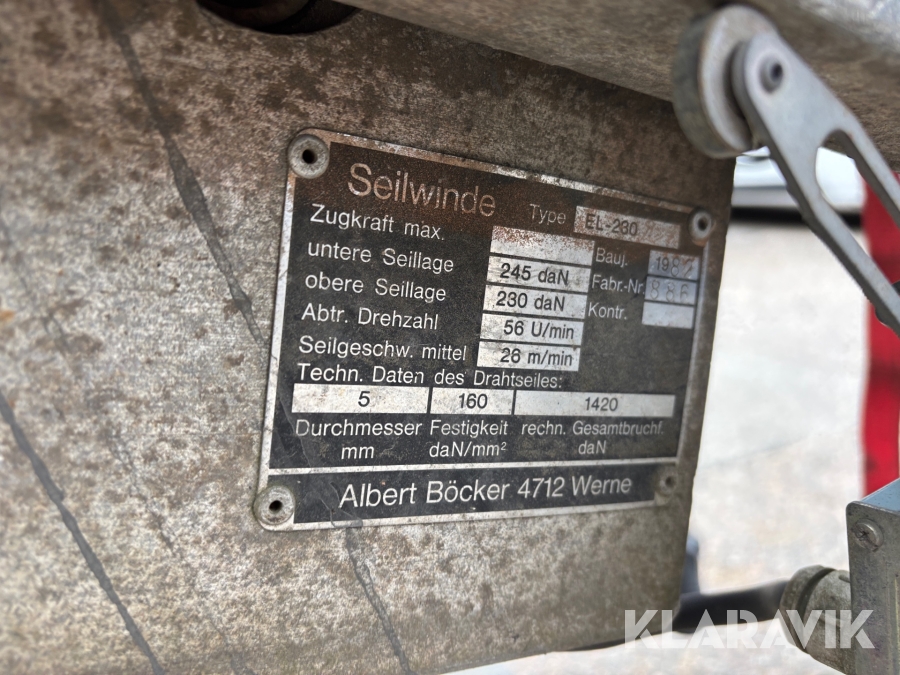 Seilwinde Type EL-230
Zugkraft max.
untere Seillage 245 daN
obere Seillage 230 daN
Abtr. Drehzahl 56 U/min
Seilgeschw. mittel 26 m/min
Bauj. 1987
Fabr.-Nr. 886
Kontr.
Techn. Daten des Drahtseiles:
5 160 1420
Durchmesser Festigkeit rechn. Gesamtbruchf.
mm daN/mm² daN
Albert Böcker 4712 Werne
KLARAVIK